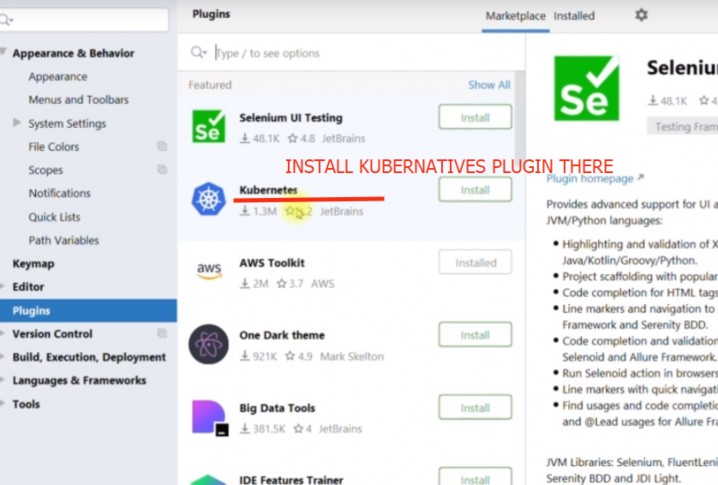 Plugins
Marketplace Installed
Appearance & Behavior
Appearance
Menus and Toolbars
System Settings
File Colors
Scopes
Notifications
Quick Lists
Path Variables
Keymap
Editor
Plugins
Version Control
Build, Execution, Deployment
Languages & Frameworks
Tools
Type / to see options
Featured Show All
Selenium UI Testing
48.1K 4.8 JetBrains
Install
INSTALL KUBERNATIVES PLUGIN THERE
Kubernetes
1.3M JetBrains
Install
AWS Toolkit
2M 3.7 AWS
Installed
One Dark theme
921K 4.9 Mark Skelton
Install
Big Data Tools
381.5K 4 JetBrains
Install
IDE Features Trainer
Se
aws
Se
48.1K
Plugin homepage
Provides advanced support for UI a
JVM/Python languages:
• Highlighting and validation of X
Java/Kotlin/Groovy/Python.
• Project scaffolding with popular
• Code completion for HTML tags
• Line markers and navigation to
Framework and Serenity BDD.
• Code completion and validation
Selenoid and Allure Framework.
• Run Selenoid action in browsers
• Line markers with quick navigati
• Find usages and code completio
and @Lead usages for Allure Fra
JVM Libraries: Selenium, FluentLeni
Serenity BDD and JDI Light.